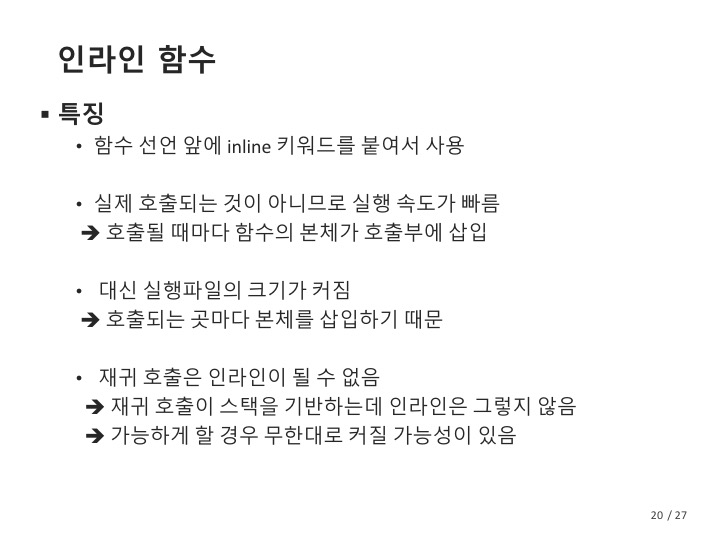 인라인 함수
▪ 특징
• 함수 선언 앞에 inline 키워드를 붙여서 사용
• 실제 호출되는 것이 아니므로 실행 속도가 빠름
➔ 호출될 때마다 함수의 본체가 호출부에 삽입
• 대신 실행파일의 크기가 커짐
➔ 호출되는 곳마다 본체를 삽입하기 때문
• 재귀 호출은 인라인이 될 수 없음
➔ 재귀 호출이 스택을 기반하는데 인라인은 그렇지 않음
➔ 가능하게 할 경우 무한대로 커질 가능성이 있음
20 / 27